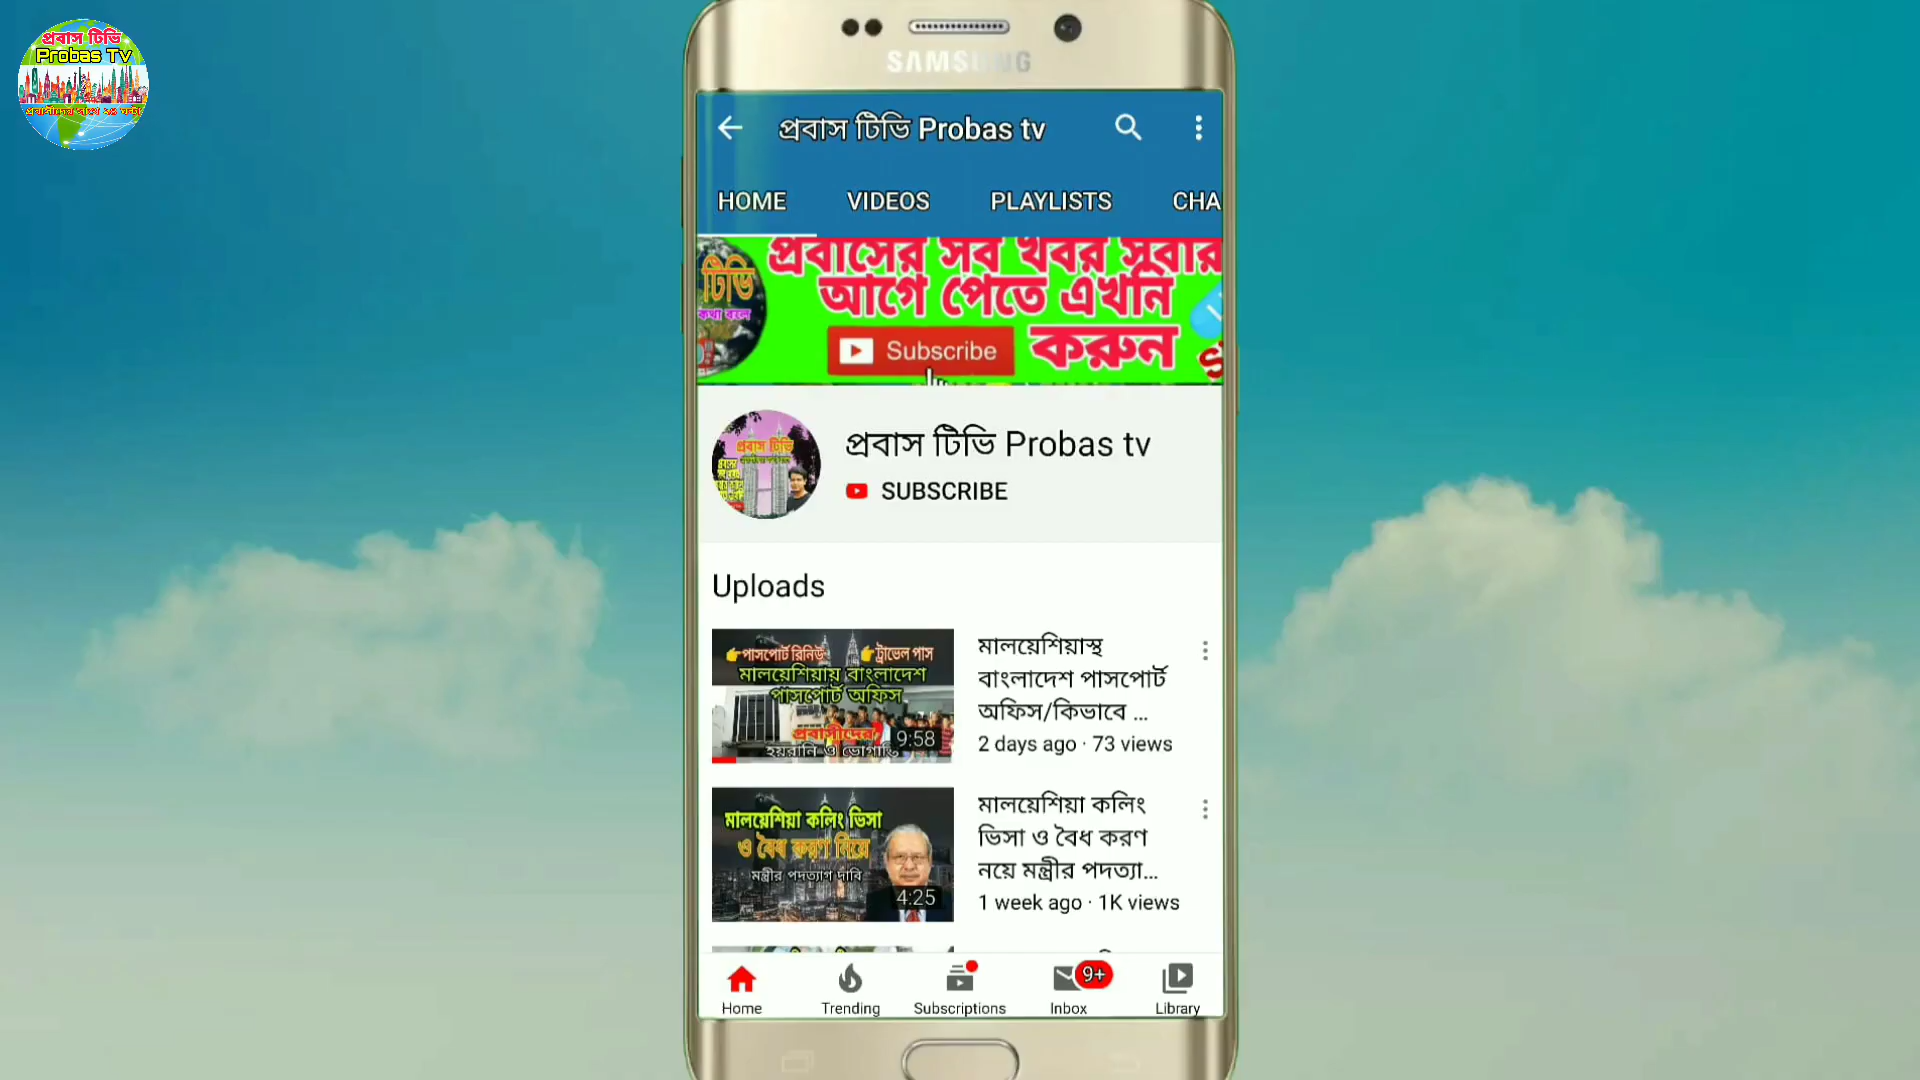 প্রবাস টিভি
Probas Tv
SAMSUNG
প্রবাস টিভি Probas tv
HOME VIDEOS PLAYLISTS CHA
প্রবাসের সব খবর সবার
আগে পেতে এখনি
Subscribe করুন
টিভি
কথা বলে
প্রবাস টিভি
প্রবাস টিভি Probas tv
SUBSCRIBE
Uploads
পাসপোর্ট রিনিউ ট্রাভেল পাস
মালয়েশিয়ায় বাংলাদেশ
পাসপোর্ট অফিস
প্রবাসীদের
হয়রানি ও ভোগান্তি
9:58
মালয়েশিয়াস্থ
বাংলাদেশ পাসপোর্ট
অফিস/কিভাবে ...
2 days ago · 73 views
মালয়েশিয়া কলিং ভিসা
ও বৈধ করণ নিয়ে
মন্ত্রীর পদত্যাগ দাবি
4:25
মালয়েশিয়া কলিং
ভিসা ও বৈধ করণ
নয়ে মন্ত্রীর পদত্যা...
1 week ago · 1K views
9+
Home Trending Subscriptions Inbox Library